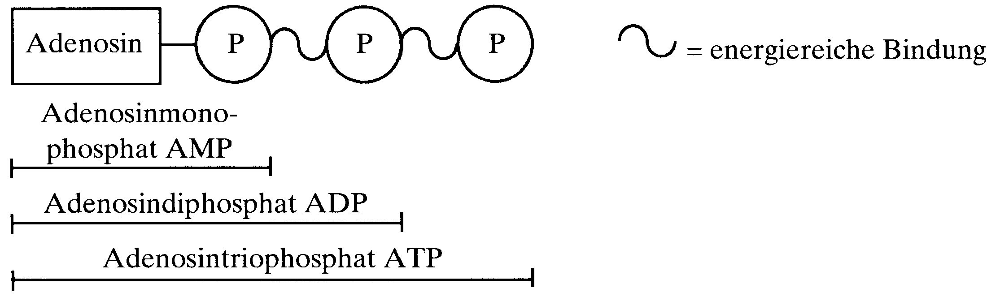 Adenosin P P P = energiereiche Bindung
Adenosinmono-
phosphat AMP
Adenosindiphosphat ADP
Adenosintriophosphat ATP